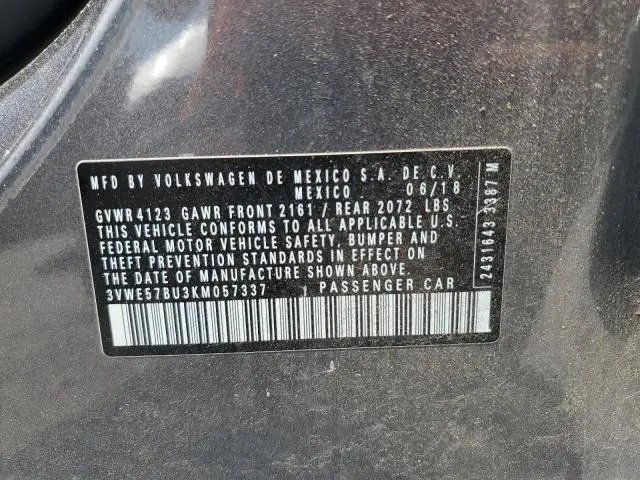 MFD BY VOLKSWAGEN DE MEXICO S.A. DE C.V.
MEXICO 06/18
GVWR 4123 GAWR FRONT 2161 / REAR 2072 LBS
THIS VEHICLE CONFORMS TO ALL APPLICABLE U.S.
FEDERAL MOTOR VEHICLE SAFETY, BUMPER AND
THEFT PREVENTION STANDARDS IN EFFECT ON
THE DATE OF MANUFACTURE SHOWN ABOVE.
3VWE57BU3KM057337 1 PASSENGER CAR
2431643 3387 M